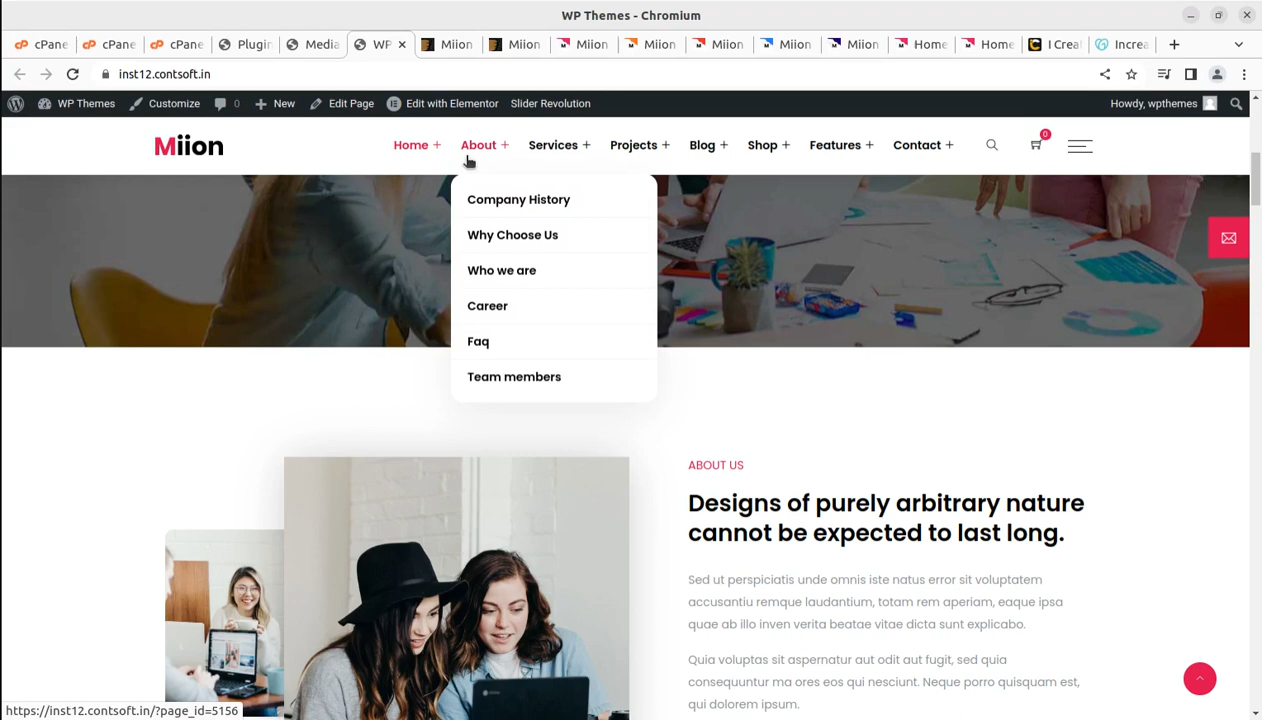 WP Themes - Chromium
cPane
cPane
cPane
Plugin
Media
WP
Miion
Miion
Miion
Miion
Miion
Miion
Miion
Home
Home
I Crea
Increa
inst12.contsoft.in
WP Themes
Customize
0
New
Edit Page
Edit with Elementor
Slider Revolution
Howdy, wpthemes
Miion
Home +
About +
Services +
Projects +
Blog +
Shop +
Features +
Contact +
0
Company History
Why Choose Us
Who we are
Career
Faq
Team members
ABOUT US
Designs of purely arbitrary nature
cannot be expected to last long.
Sed ut perspiciatis unde omnis iste natus error sit voluptatem
accusantiu remque laudantium, totam rem aperiam, eaque ipsa
quae ab illo inven verita beatae vitae dicta sunt explicabo.
Quia voluptas sit aspernatur aut odit aut fugit, sed quia
consequuntur ma ores eos qui nesciunt. Neque porro quisquam est,
qui dolorem ipsum.
https://inst12.contsoft.in/?page_id=5156